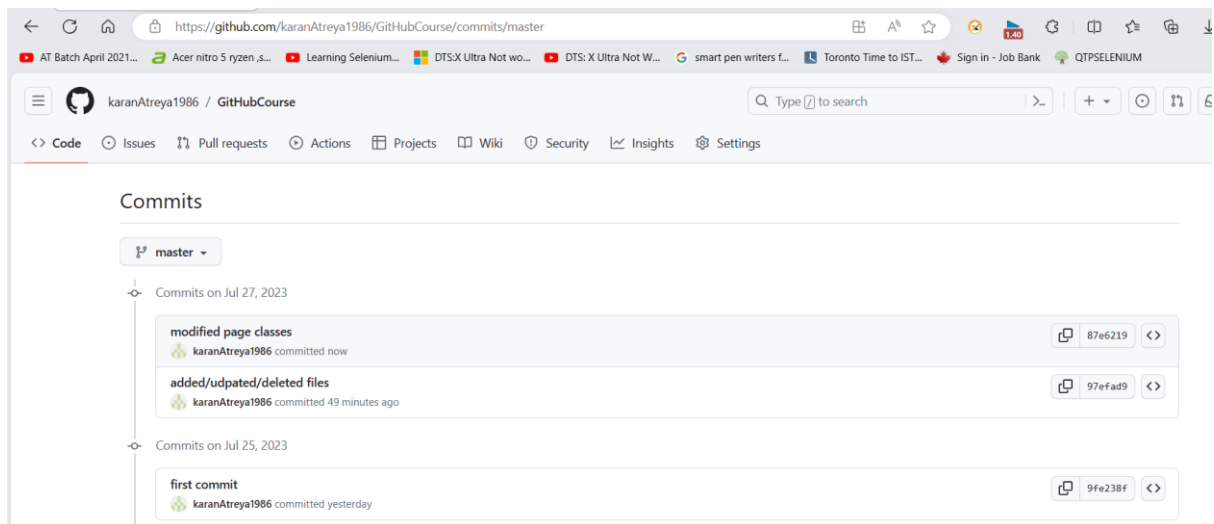 https://github.com/karanAtreya1986/GitHubCourse/commits/master
1.40
AT Batch April 2021... Acer nitro 5 ryzen ,s... Learning Selenium... DTS:X Ultra Not wo... DTS: X Ultra Not W... smart pen writers f... Toronto Time to IST... Sign in - Job Bank QTPSELENIUM
karanAtreya1986 / GitHubCourse Type / to search
Code Issues Pull requests Actions Projects Wiki Security Insights Settings
Commits
master
Commits on Jul 27, 2023
modified page classes 87e6219
karanAtreya1986 committed now
added/udpated/deleted files 97efad9
karanAtreya1986 committed 49 minutes ago
Commits on Jul 25, 2023
first commit 9fe238f
karanAtreya1986 committed yesterday